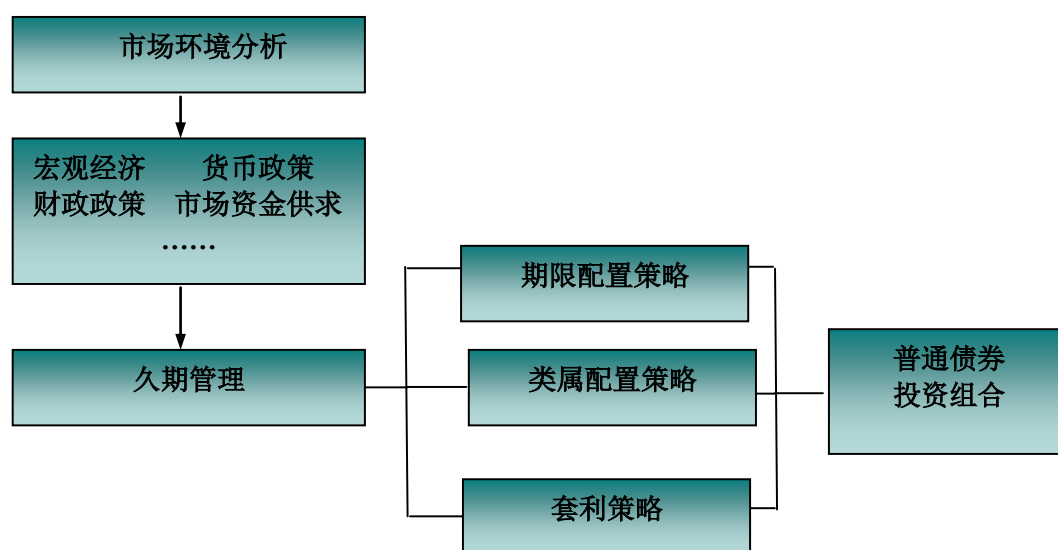 市场环境分析
宏观经济 货币政策
财政政策 市场资金供求
……
久期管理
期限配置策略
类属配置策略
套利策略
普通债券
投资组合